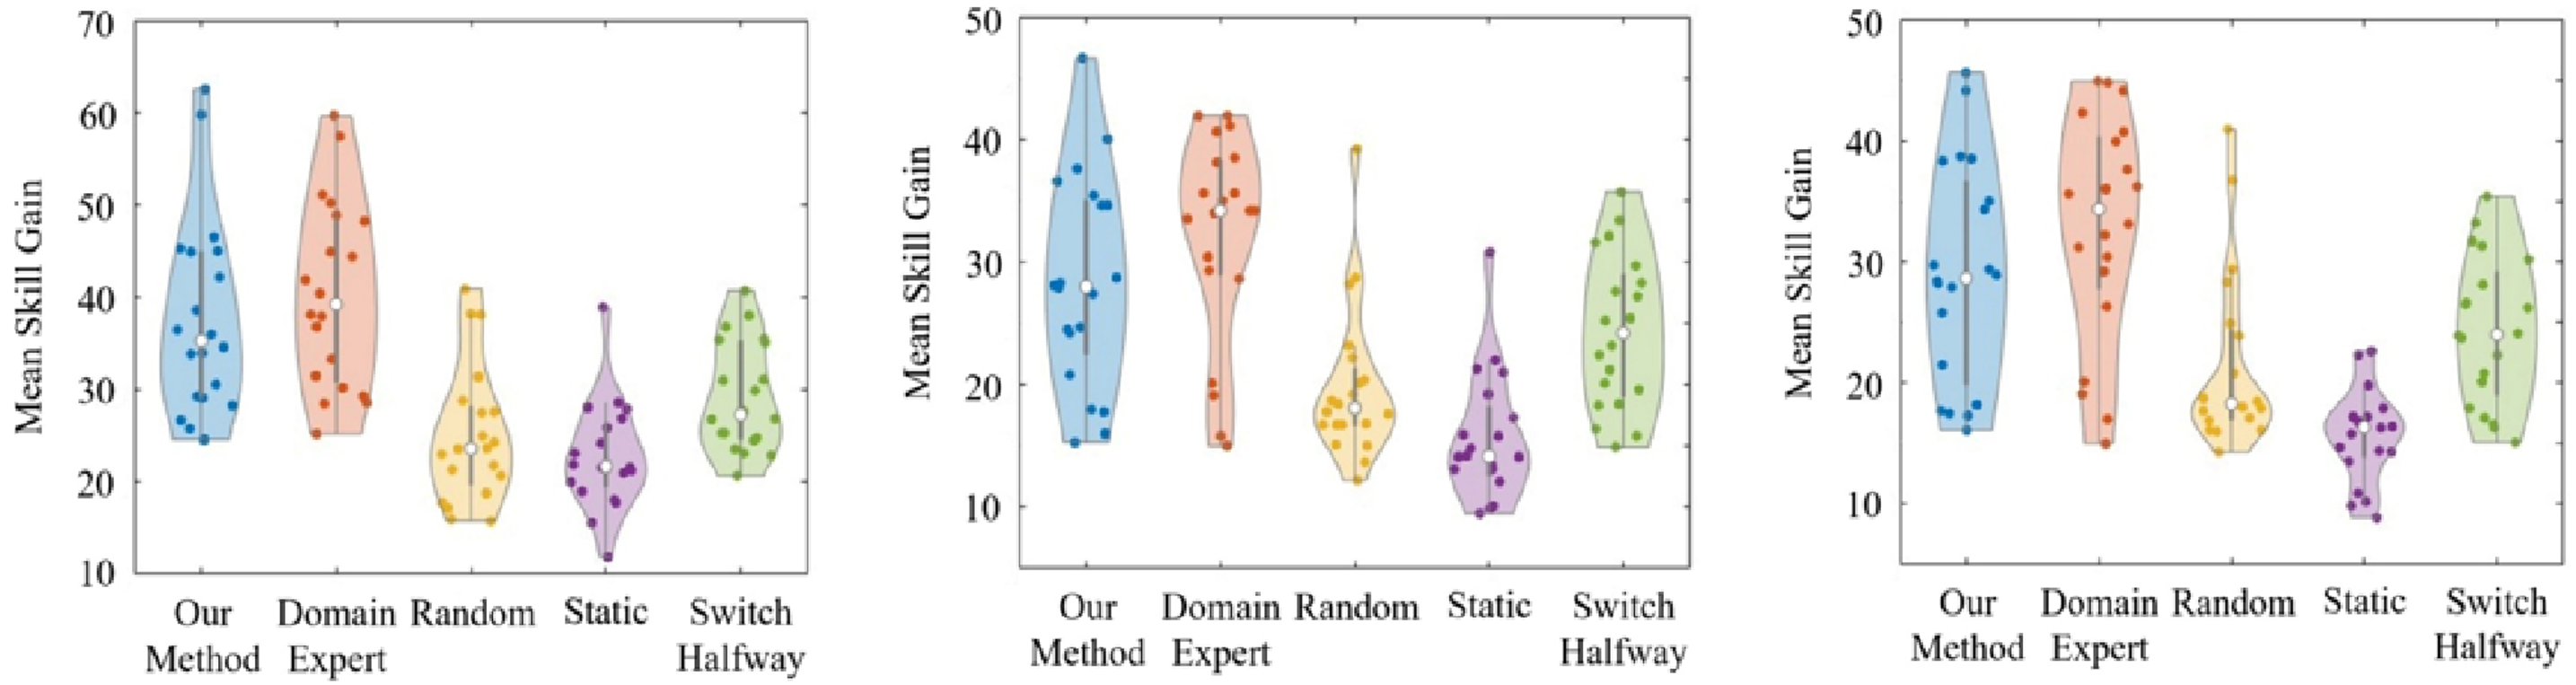 Mean Skill Gain
70
60
50
40
30
20
10
Our Method
Domain Expert
Random
Static
Switch Halfway
Mean Skill Gain
50
40
30
20
10
Our Method
Domain Expert
Random
Static
Switch Halfway
Mean Skill Gain
50
40
30
20
10
Our Method
Domain Expert
Random
Static
Switch Halfway